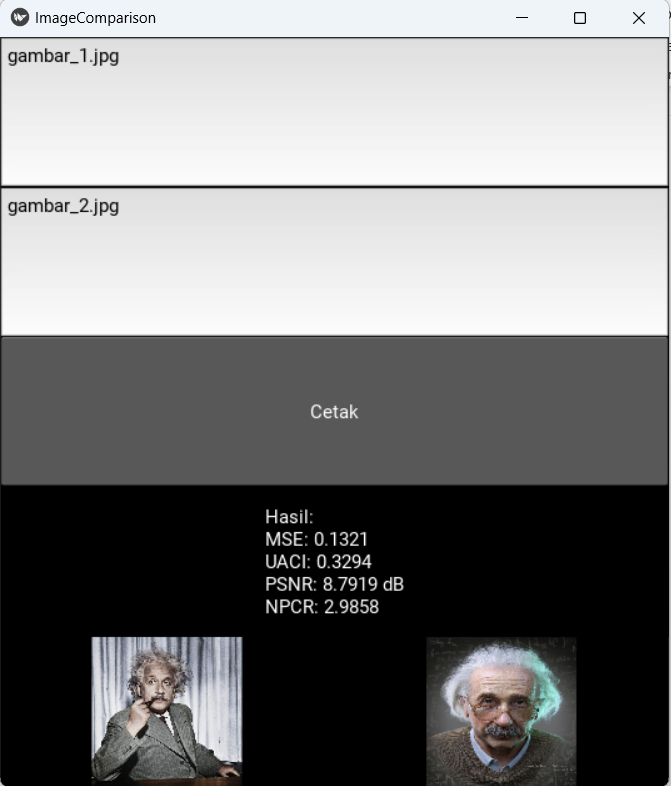 ImageComparison
gambar_1.jpg
gambar_2.jpg
Cetak
Hasil:
MSE: 0.1321
UACI: 0.3294
PSNR: 8.7919 dB
NPCR: 2.9858